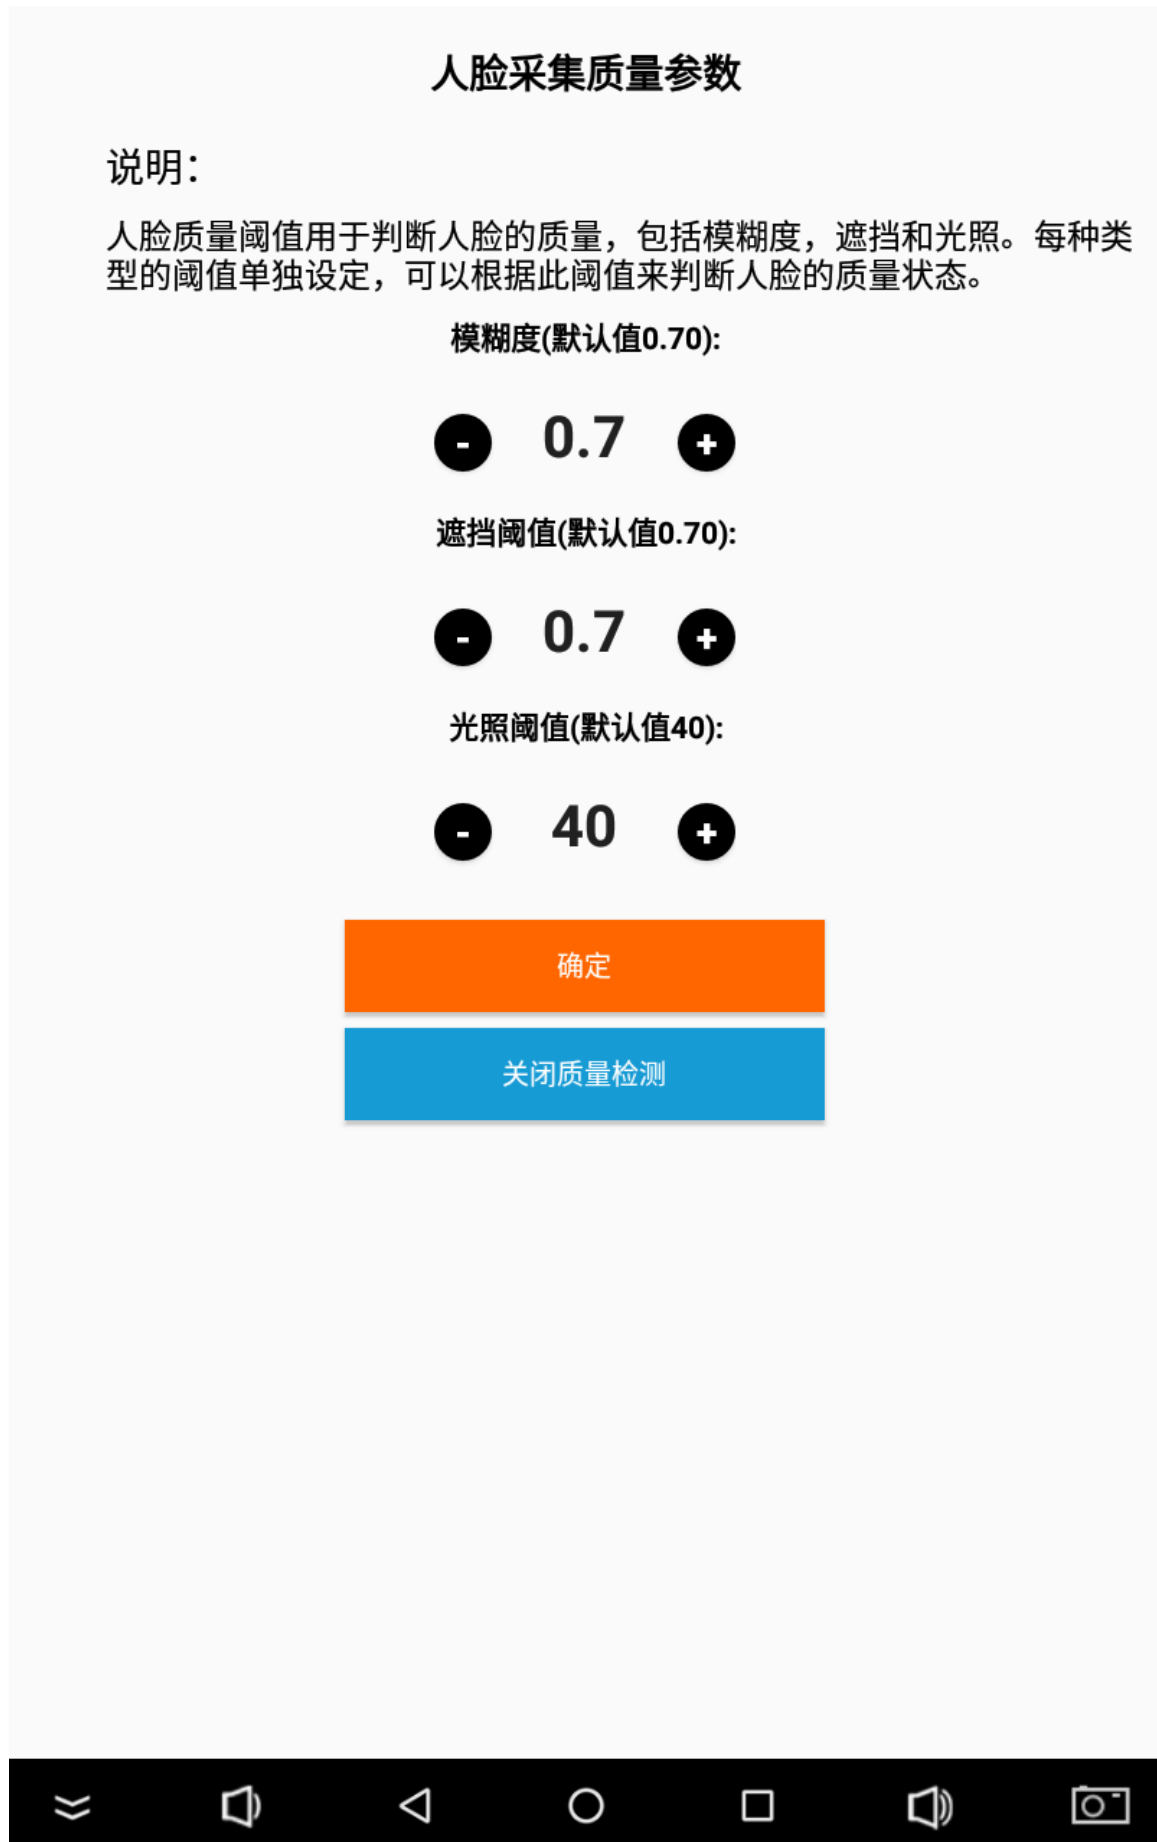 人脸采集质量参数
说明：
人脸质量阈值用于判断人脸的质量，包括模糊度，遮挡和光照。每种类
型的阈值单独设定，可以根据此阈值来判断人脸的质量状态。
模糊度(默认值0.70):
- 0.7 +
遮挡阈值(默认值0.70):
- 0.7 +
光照阈值(默认值40):
- 40 +
确定
关闭质量检测